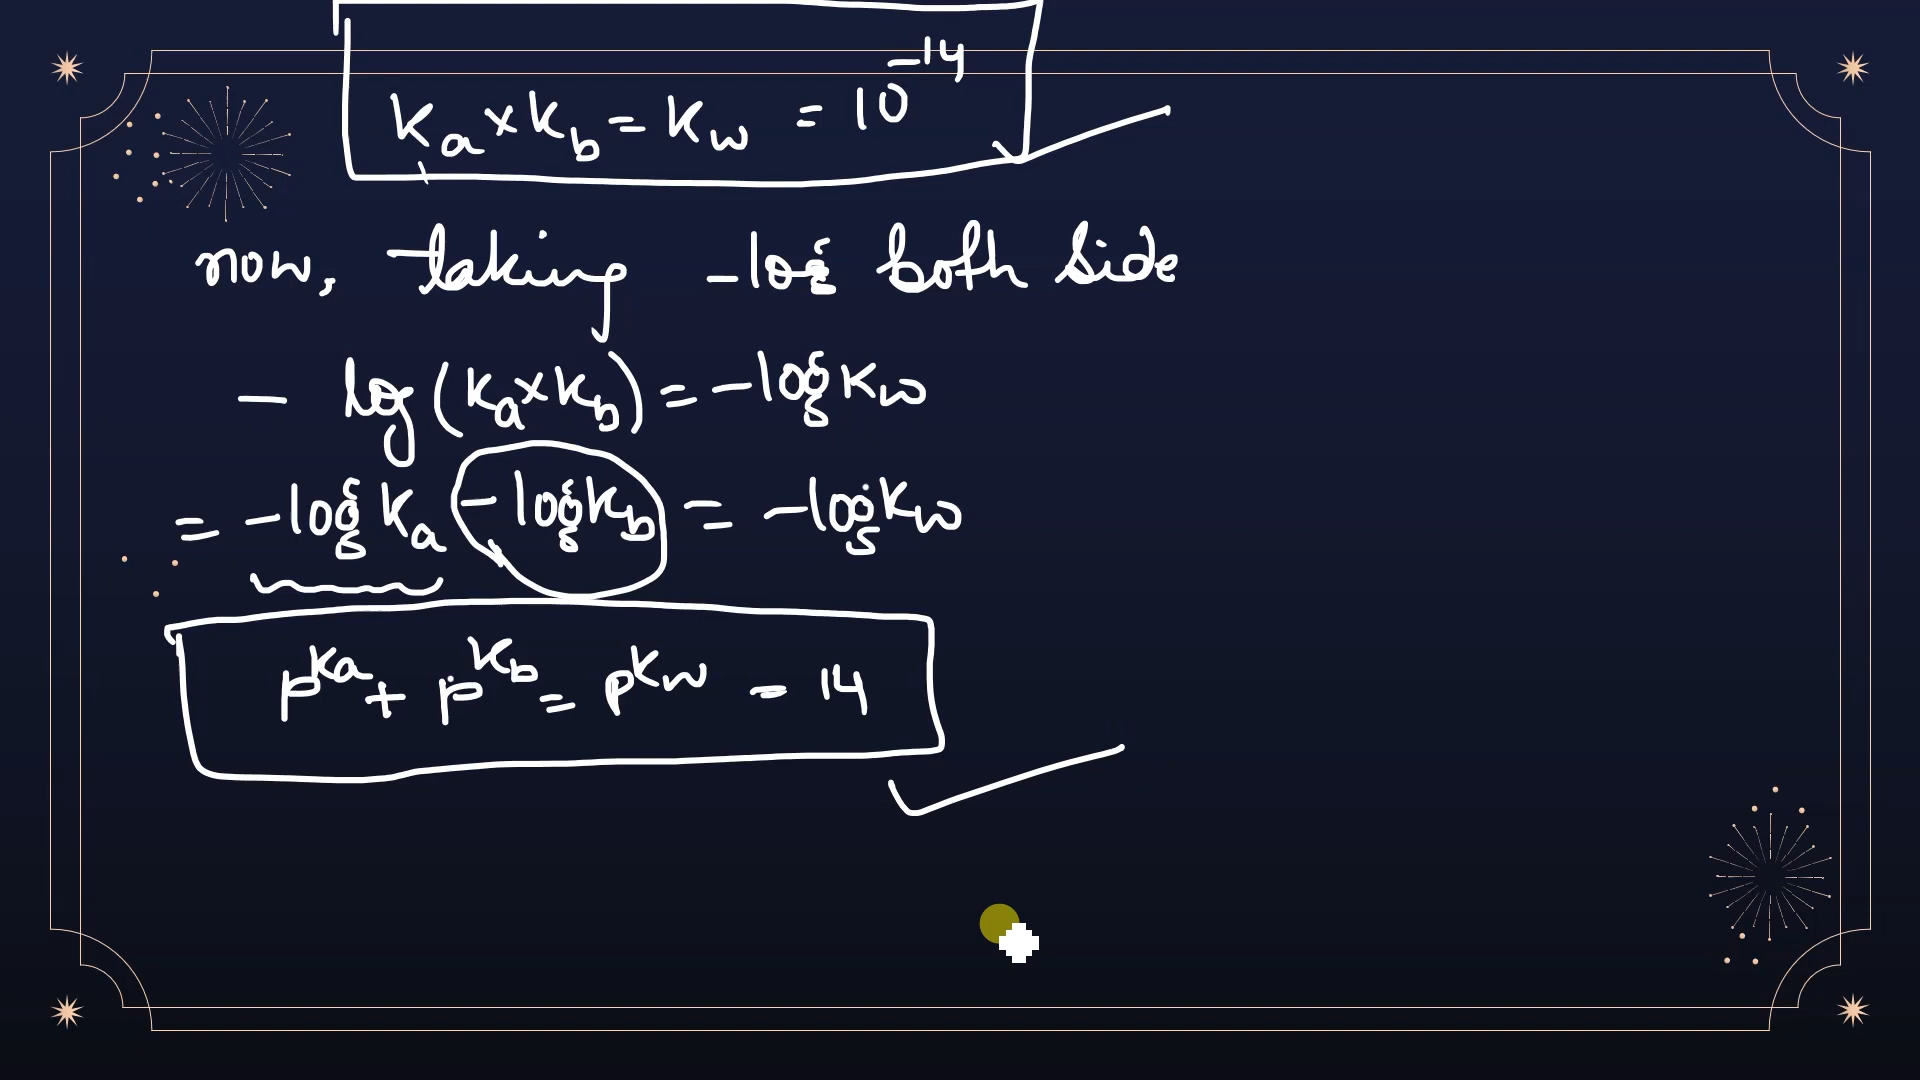 Ka × Kb = Kw = 10⁻¹⁴
now, taking -log both side
- log (Ka × Kb) = - log Kw
= - log Ka - log Kb = - log Kw
pKa + pKb = pKw = 14